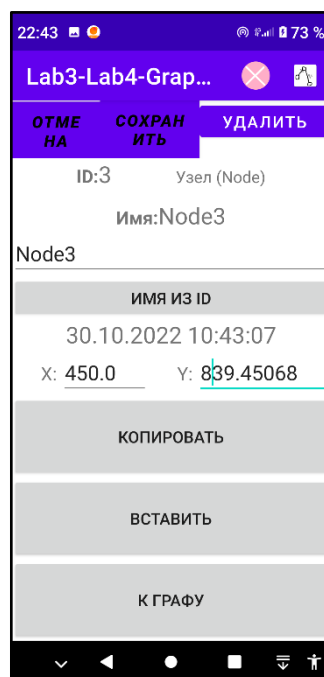 22:43 73 %
Lab3-Lab4-Grap...
ОТМЕ
НА
СОХРАН
ИТЬ
УДАЛИТЬ
ID:3 Узел (Node)
Имя:Node3
Node3
ИМЯ ИЗ ID
30.10.2022 10:43:07
X: 450.0 Y: 839.45068
КОПИРОВАТЬ
ВСТАВИТЬ
К ГРАФУ